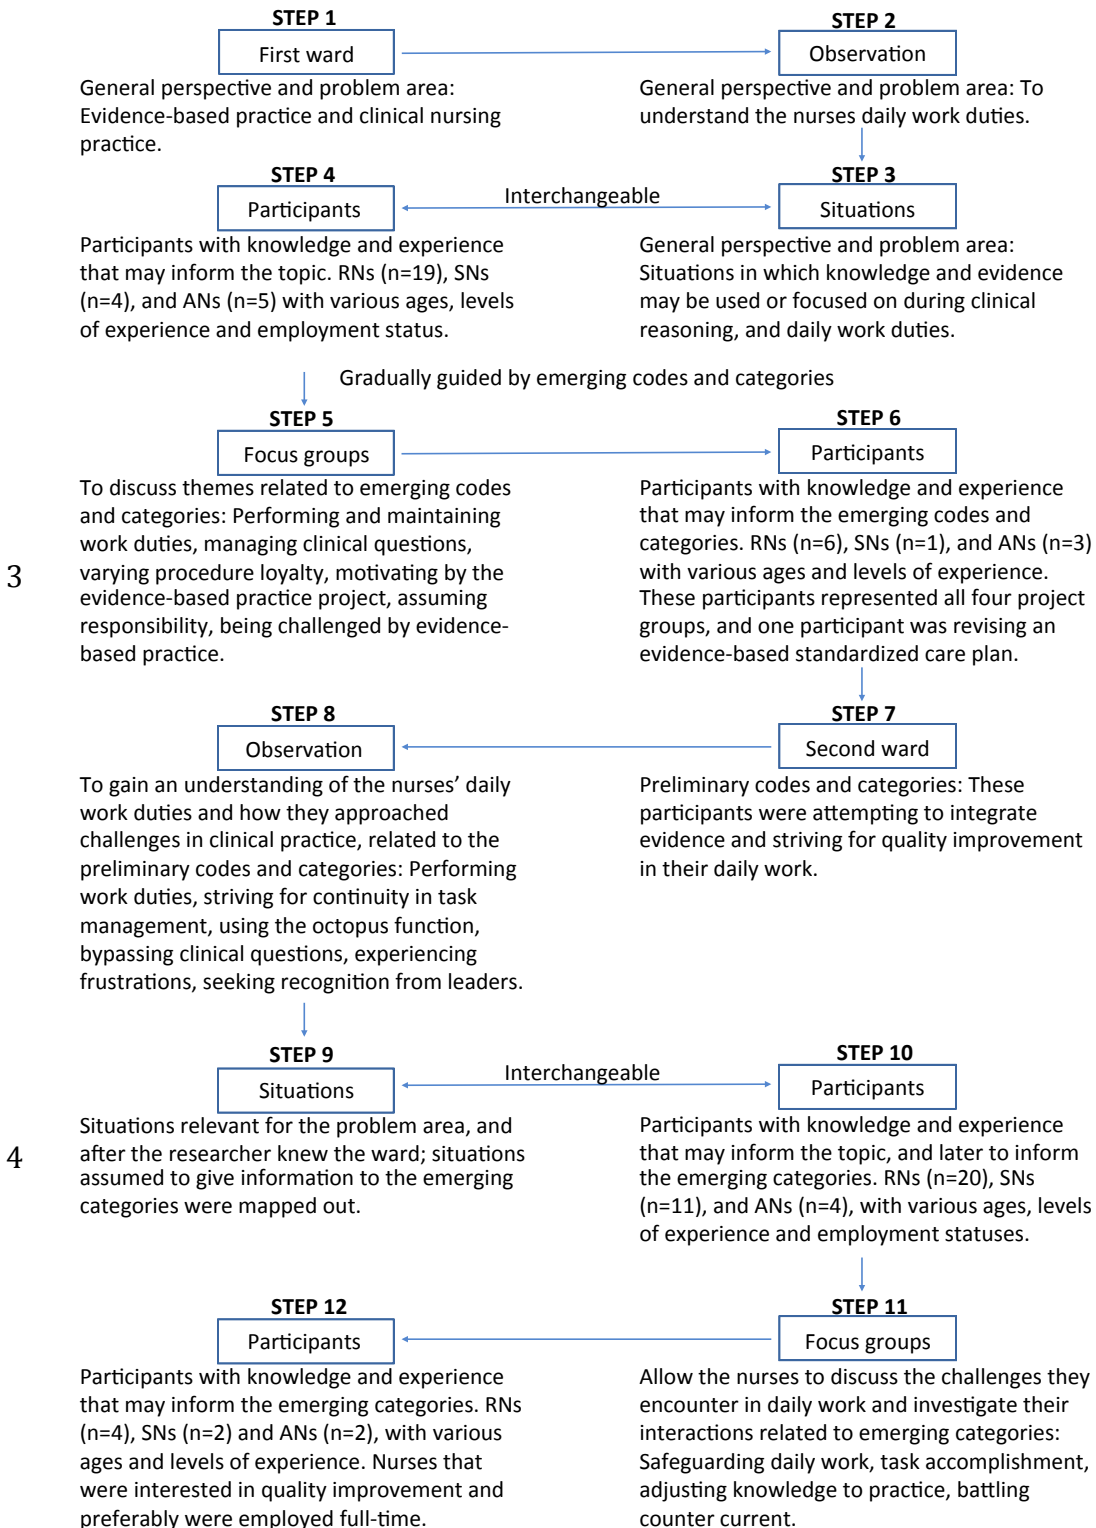 STEP 1
First ward
General perspective and problem area:
Evidence-based practice and clinical nursing
practice.
STEP 2
Observation
General perspective and problem area: To
understand the nurses daily work duties.
STEP 4
Participants
Interchangeable
STEP 3
Situations
Participants with knowledge and experience
that may inform the topic. RNs (n=19), SNs
(n=4), and ANs (n=5) with various ages, levels
of experience and employment status.
General perspective and problem area:
Situations in which knowledge and evidence
may be used or focused on during clinical
reasoning, and daily work duties.
Gradually guided by emerging codes and categories
STEP 5
Focus groups
To discuss themes related to emerging codes
and categories: Performing and maintaining
work duties, managing clinical questions,
varying procedure loyalty, motivating by the
evidence-based practice project, assuming
responsibility, being challenged by evidence-
based practice.
3
STEP 6
Participants
Participants with knowledge and experience
that may inform the emerging codes and
categories. RNs (n=6), SNs (n=1), and ANs (n=3)
with various ages and levels of experience.
These participants represented all four project
groups, and one participant was revising an
evidence-based standardized care plan.
STEP 8
Observation
To gain an understanding of the nurses' daily
work duties and how they approached
challenges in clinical practice, related to the
preliminary codes and categories: Performing
work duties, striving for continuity in task
management, using the octopus function,
bypassing clinical questions, experiencing
frustrations, seeking recognition from leaders.
STEP 7
Second ward
Preliminary codes and categories: These
participants were attempting to integrate
evidence and striving for quality improvement
in their daily work.
STEP 9
Situations
Interchangeable
STEP 10
Participants
Situations relevant for the problem area, and
after the researcher knew the ward; situations
assumed to give information to the emerging
categories were mapped out.
4
Participants with knowledge and experience
that may inform the topic, and later to inform
the emerging categories. RNs (n=20), SNs
(n=11), and ANs (n=4), with various ages, levels
of experience and employment statuses.
STEP 12
Participants
Participants with knowledge and experience
that may inform the emerging categories. RNs
(n=4), SNs (n=2) and ANs (n=2), with various
ages and levels of experience. Nurses that
were interested in quality improvement and
preferably were employed full-time.
STEP 11
Focus groups
Allow the nurses to discuss the challenges they
encounter in daily work and investigate their
interactions related to emerging categories:
Safeguarding daily work, task accomplishment,
adjusting knowledge to practice, battling
counter current.